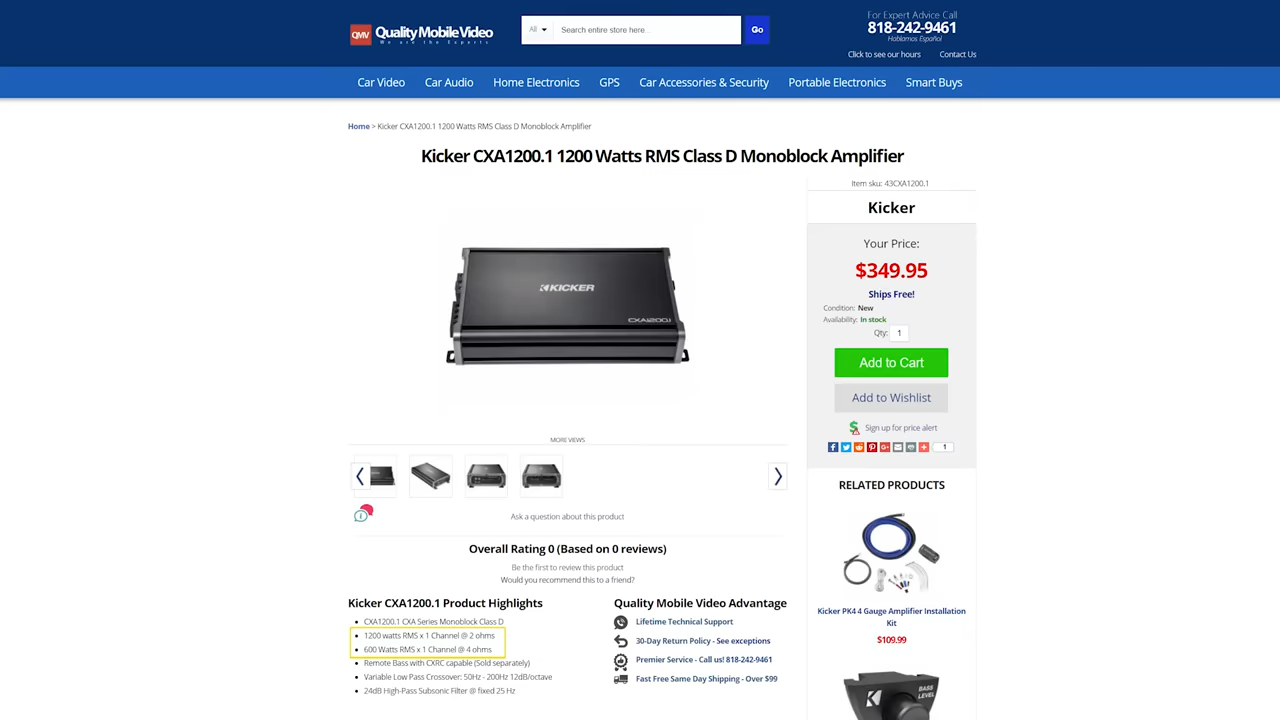 For Expert Advice Call
QMV Quality Mobile Video
We are the Experts
All
Search entire store here...
Go
818-242-9461
Hablamos Español
Click to see our hours
Contact Us
Car Video
Car Audio
Home Electronics
GPS
Car Accessories & Security
Portable Electronics
Smart Buys
Home > Kicker CXA1200.1 1200 Watts RMS Class D Monoblock Amplifier
Kicker CXA1200.1 1200 Watts RMS Class D Monoblock Amplifier
KICKER
CXA1200.1
MORE VIEWS
Ask a question about this product
Overall Rating 0 (Based on 0 reviews)
Be the first to review this product
Would you recommend this to a friend?
Kicker CXA1200.1 Product Highlights
CXA1200.1 CXA Series Monoblock Class D
1200 watts RMS x 1 Channel @ 2 ohms
600 Watts RMS x 1 Channel @ 4 ohms
Remote Bass with CXRC capable (Sold separately)
Variable Low Pass Crossover: 50Hz - 200Hz 12dB/octave
24dB High-Pass Subsonic Filter @ fixed 25 Hz
Quality Mobile Video Advantage
Lifetime Technical Support
30-Day Return Policy - See exceptions
Premier Service - Call us! 818-242-9461
Fast Free Same Day Shipping - Over $99
Item sku: 43CXA1200.1
Kicker
Your Price:
$349.95
Ships Free!
Condition: New
Availability: In stock
Qty: 1
Add to Cart
Add to Wishlist
Sign up for price alert
1
RELATED PRODUCTS
Kicker PK4 4 Gauge Amplifier Installation
Kit
$109.99
BASS
LEVEL